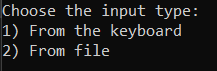 Choose the input type:
1) From the keyboard
2) From file